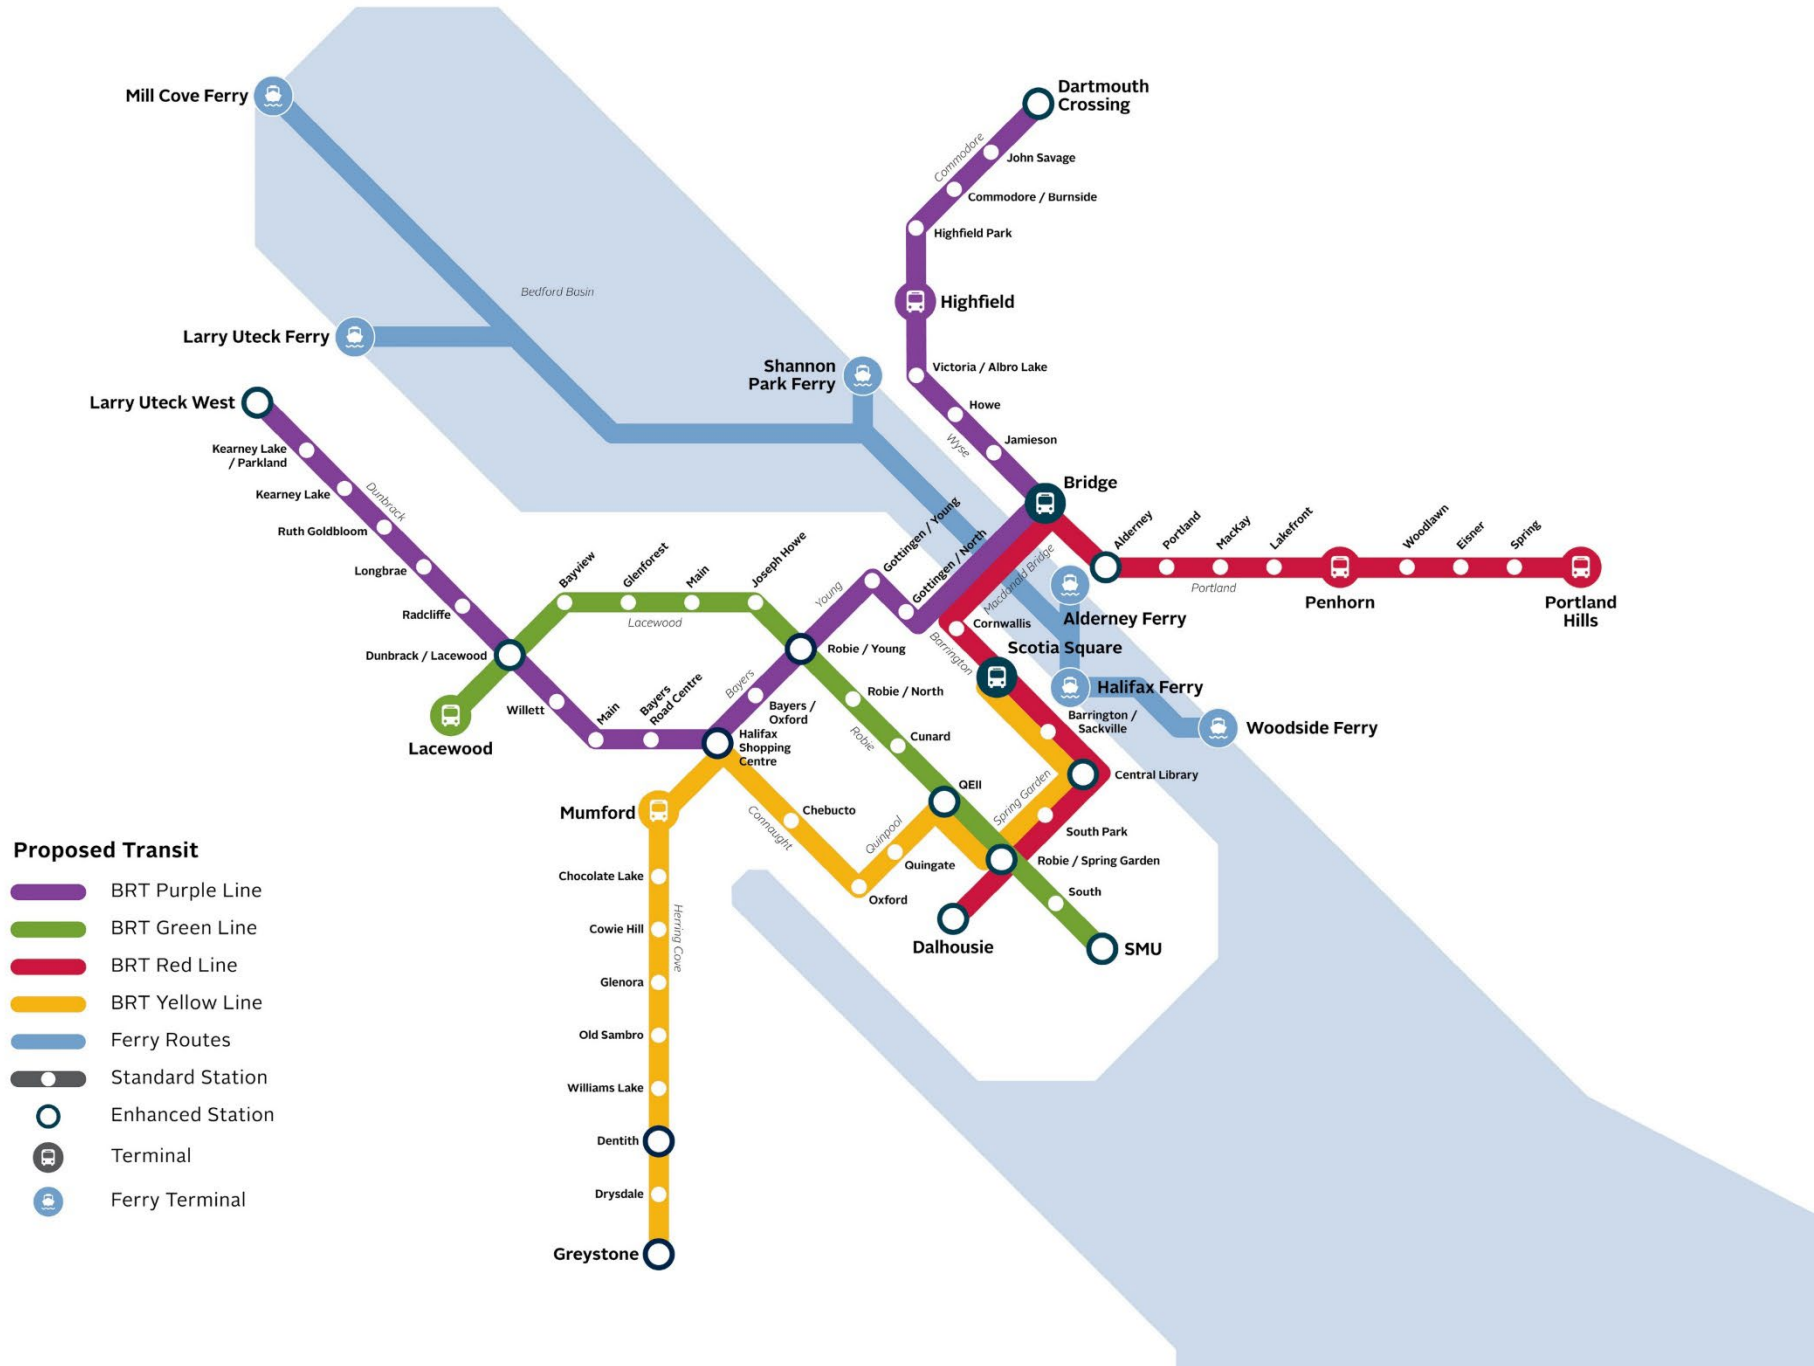 Mill Cove Ferry
Dartmouth
Crossing
Commodore
John Savage
Commodore / Burnside
Highfield Park
Bedford Basin
Highfield
Larry Uteck Ferry
Shannon
Park Ferry
Victoria / Albro Lake
Larry Uteck West
Howe
Wyse
Jamieson
Kearney Lake
/ Parkland
Kearney Lake
Dunbrack
Ruth Goldbloom
Longbrae
Radcliffe
Dunbrack / Lacewood
Bridge
Gottingen / Young
Gottingen / North
Macdonald Bridge
Alderney
Portland
MacKay
Lakefront
Woodlawn
Eisner
Spring
Portland
Penhorn
Portland
Hills
Bayview
Glenforest
Main
Joseph Howe
Lacewood
Young
Alderney Ferry
Cornwallis
Barrington
Scotia Square
Robie / Young
Halifax Ferry
Robie / North
Woodside Ferry
Willett
Main
Bayers
Road Centre
Bayers
Bayers /
Oxford
Lacewood
Halifax
Shopping
Centre
Robie
Cunard
Barrington /
Sackville
Central Library
QEII
Spring Garden
Mumford
Chebucto
Connaught
Quinpool
South Park
Quingate
Robie / Spring Garden
Oxford
South
Dalhousie
SMU
Chocolate Lake
Herring Cove
Cowie Hill
Glenora
Old Sambro
Williams Lake
Dentith
Drysdale
Greystone
Proposed Transit
BRT Purple Line
BRT Green Line
BRT Red Line
BRT Yellow Line
Ferry Routes
Standard Station
Enhanced Station
Terminal
Ferry Terminal